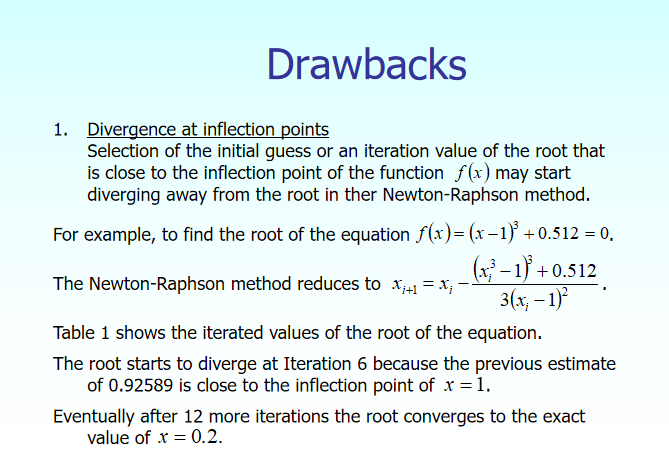 Drawbacks
1. Divergence at inflection points
Selection of the initial guess or an iteration value of the root that
is close to the inflection point of the function f(x) may start
diverging away from the root in ther Newton-Raphson method.
For example, to find the root of the equation f(x) = (x − 1)³ + 0.512 = 0.
The Newton-Raphson method reduces to xᵢ₊₁ = xᵢ − ((xᵢ³ − 1)³ + 0.512) / (3(xᵢ − 1)²).
Table 1 shows the iterated values of the root of the equation.
The root starts to diverge at Iteration 6 because the previous estimate
of 0.92589 is close to the inflection point of x = 1.
Eventually after 12 more iterations the root converges to the exact
value of x = 0.2.